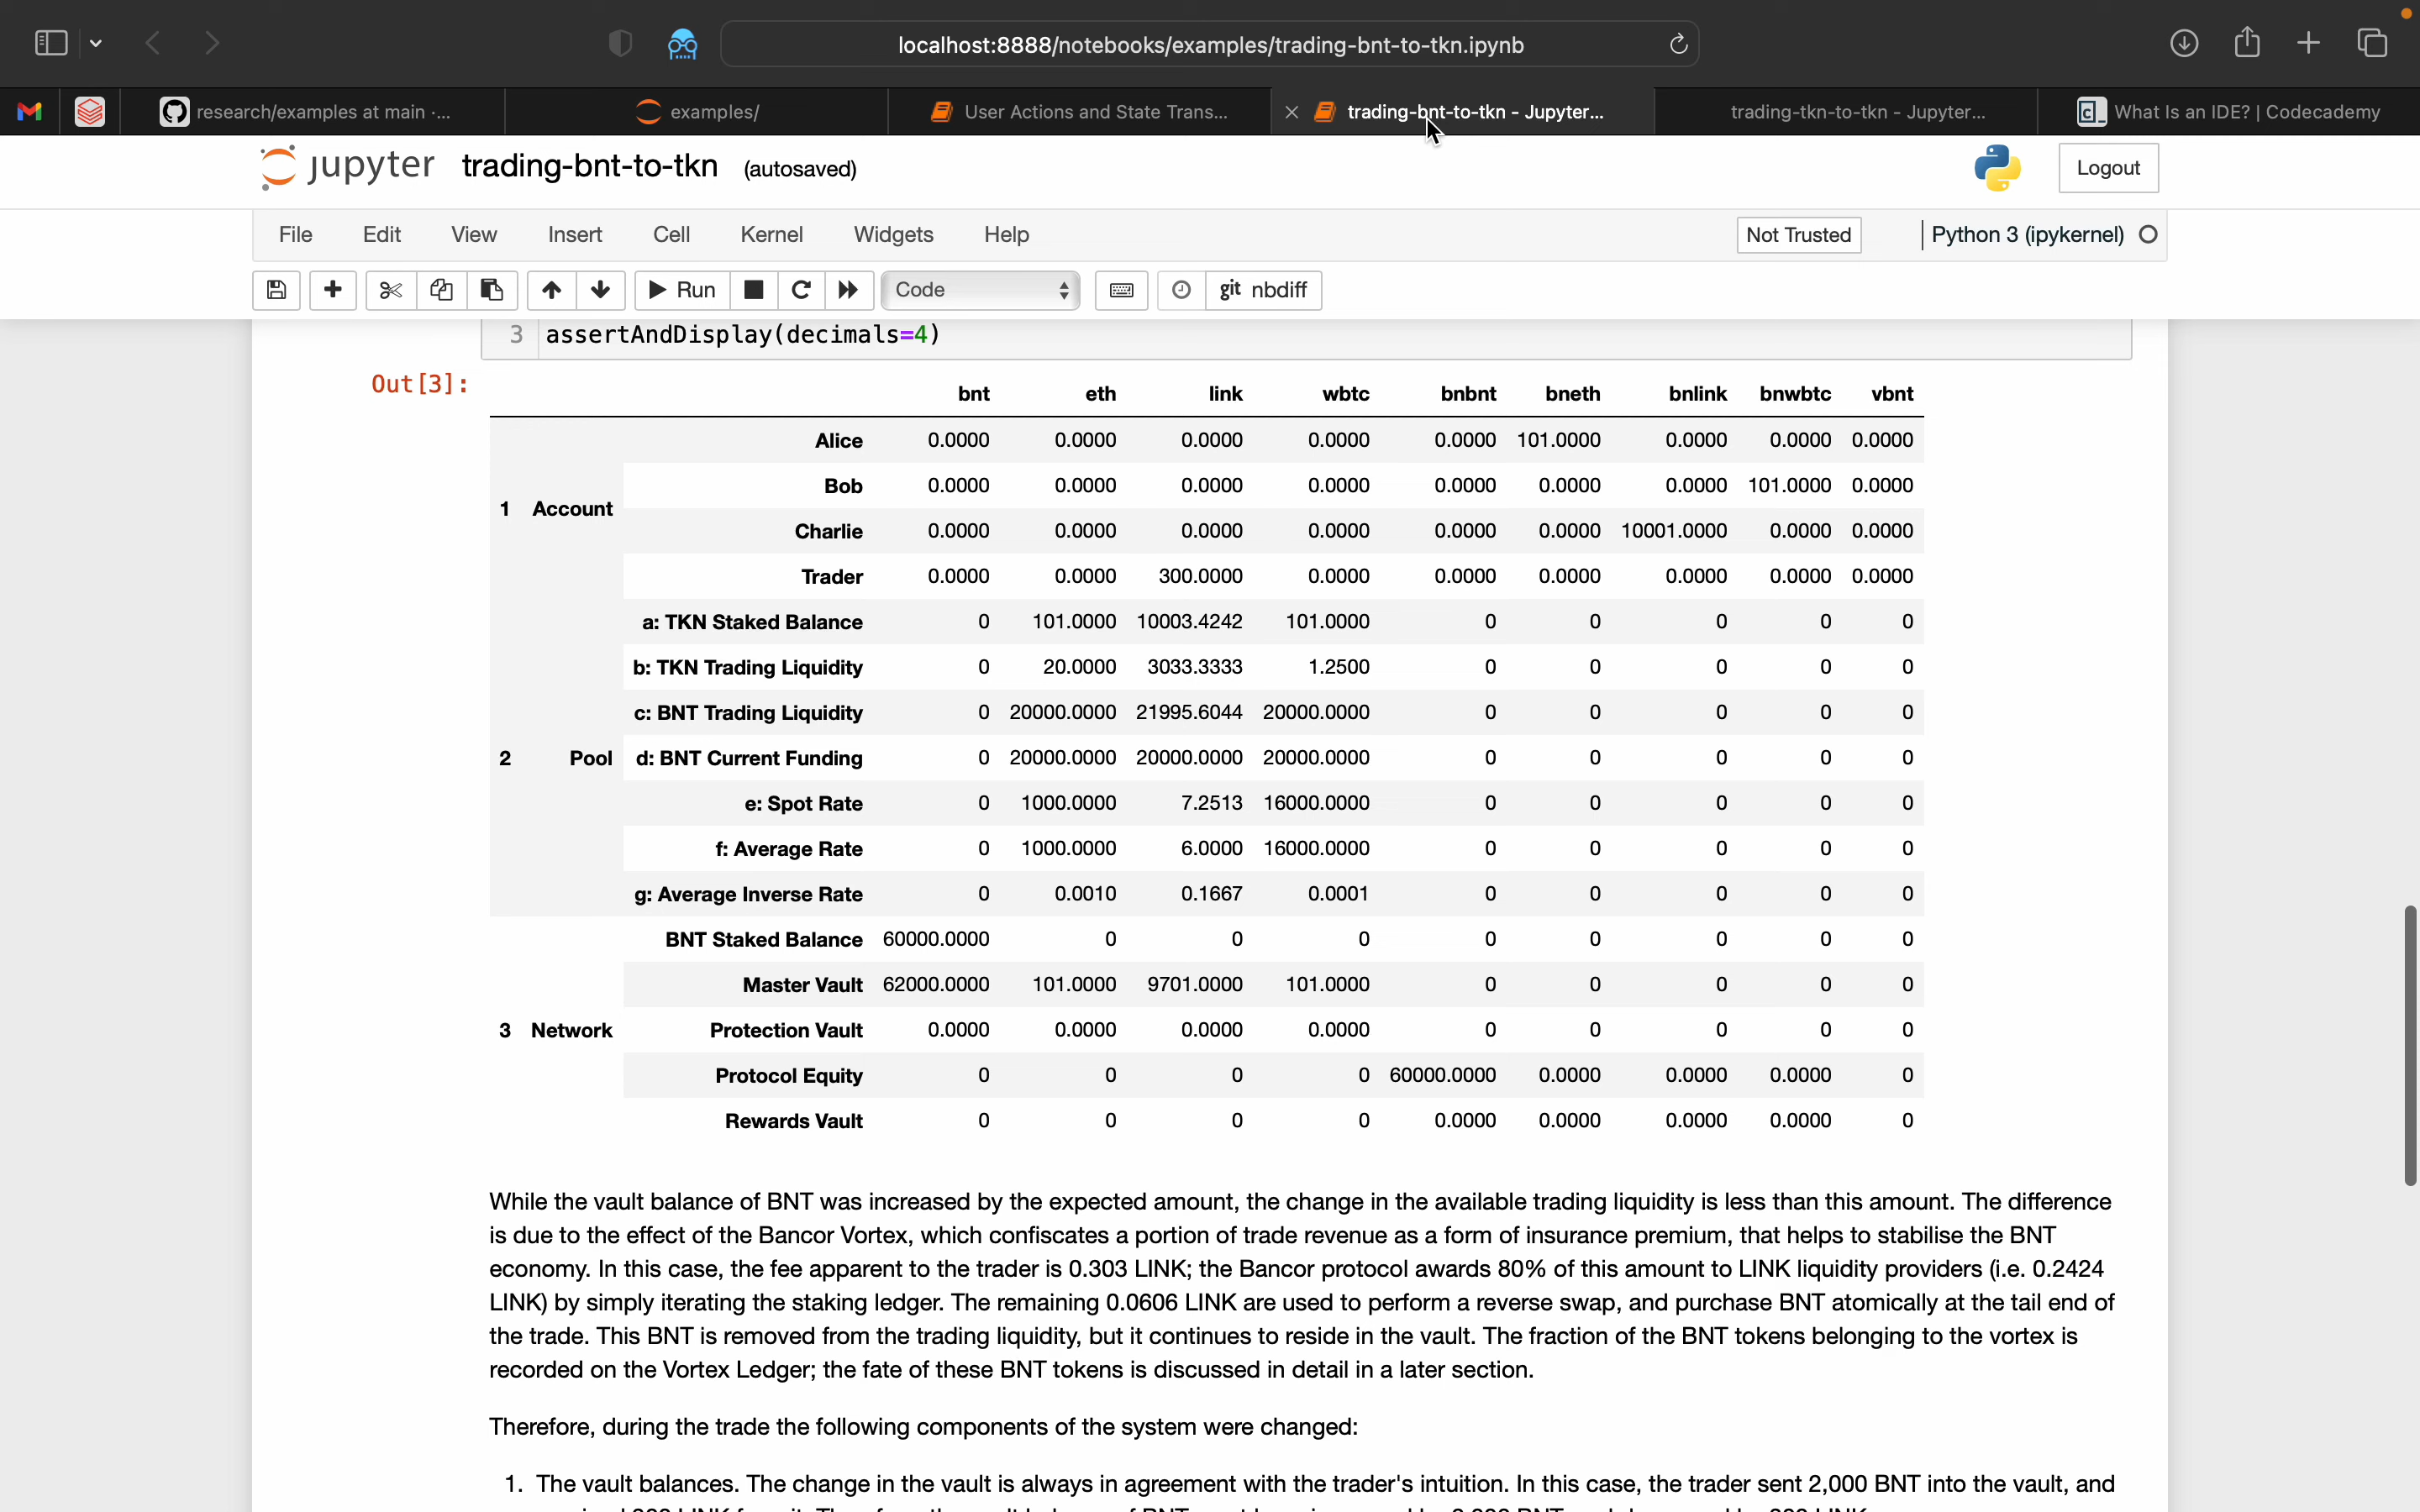 localhost:8888/notebooks/examples/trading-bnt-to-tkn.ipynb
research/examples at main ·...
examples/
User Actions and State Trans...
trading-bnt-to-tkn - Jupyter...
trading-tkn-to-tkn - Jupyter...
What Is an IDE? | Codecademy
jupyter trading-bnt-to-tkn (autosaved) Logout
File Edit View Insert Cell Kernel Widgets Help Not Trusted Python 3 (ipykernel)
Run Code git nbdiff
3 assertAndDisplay(decimals=4)
Out[3]:
bnt eth link wbtc bnbnt bneth bnlink bnwbtc vbnt
Alice 0.0000 0.0000 0.0000 0.0000 0.0000 101.0000 0.0000 0.0000 0.0000
Bob 0.0000 0.0000 0.0000 0.0000 0.0000 0.0000 0.0000 101.0000 0.0000
1 Account
Charlie 0.0000 0.0000 0.0000 0.0000 0.0000 0.0000 10001.0000 0.0000 0.0000
Trader 0.0000 0.0000 300.0000 0.0000 0.0000 0.0000 0.0000 0.0000 0.0000
a: TKN Staked Balance 0 101.0000 10003.4242 101.0000 0 0 0 0 0
b: TKN Trading Liquidity 0 20.0000 3033.3333 1.2500 0 0 0 0 0
c: BNT Trading Liquidity 0 20000.0000 21995.6044 20000.0000 0 0 0 0 0
2 Pool d: BNT Current Funding 0 20000.0000 20000.0000 20000.0000 0 0 0 0 0
e: Spot Rate 0 1000.0000 7.2513 16000.0000 0 0 0 0 0
f: Average Rate 0 1000.0000 6.0000 16000.0000 0 0 0 0 0
g: Average Inverse Rate 0 0.0010 0.1667 0.0001 0 0 0 0 0
BNT Staked Balance 60000.0000 0 0 0 0 0 0 0 0
Master Vault 62000.0000 101.0000 9701.0000 101.0000 0 0 0 0 0
3 Network Protection Vault 0.0000 0.0000 0.0000 0.0000 0 0 0 0 0
Protocol Equity 0 0 0 0 60000.0000 0.0000 0.0000 0.0000 0
Rewards Vault 0 0 0 0 0.0000 0.0000 0.0000 0.0000 0
While the vault balance of BNT was increased by the expected amount, the change in the available trading liquidity is less than this amount. The difference
is due to the effect of the Bancor Vortex, which confiscates a portion of trade revenue as a form of insurance premium, that helps to stabilise the BNT
economy. In this case, the fee apparent to the trader is 0.303 LINK; the Bancor protocol awards 80% of this amount to LINK liquidity providers (i.e. 0.2424
LINK) by simply iterating the staking ledger. The remaining 0.0606 LINK are used to perform a reverse swap, and purchase BNT atomically at the tail end of
the trade. This BNT is removed from the trading liquidity, but it continues to reside in the vault. The fraction of the BNT tokens belonging to the vortex is
recorded on the Vortex Ledger; the fate of these BNT tokens is discussed in detail in a later section.
Therefore, during the trade the following components of the system were changed:
1. The vault balances. The change in the vault is always in agreement with the trader's intuition. In this case, the trader sent 2,000 BNT into the vault, and